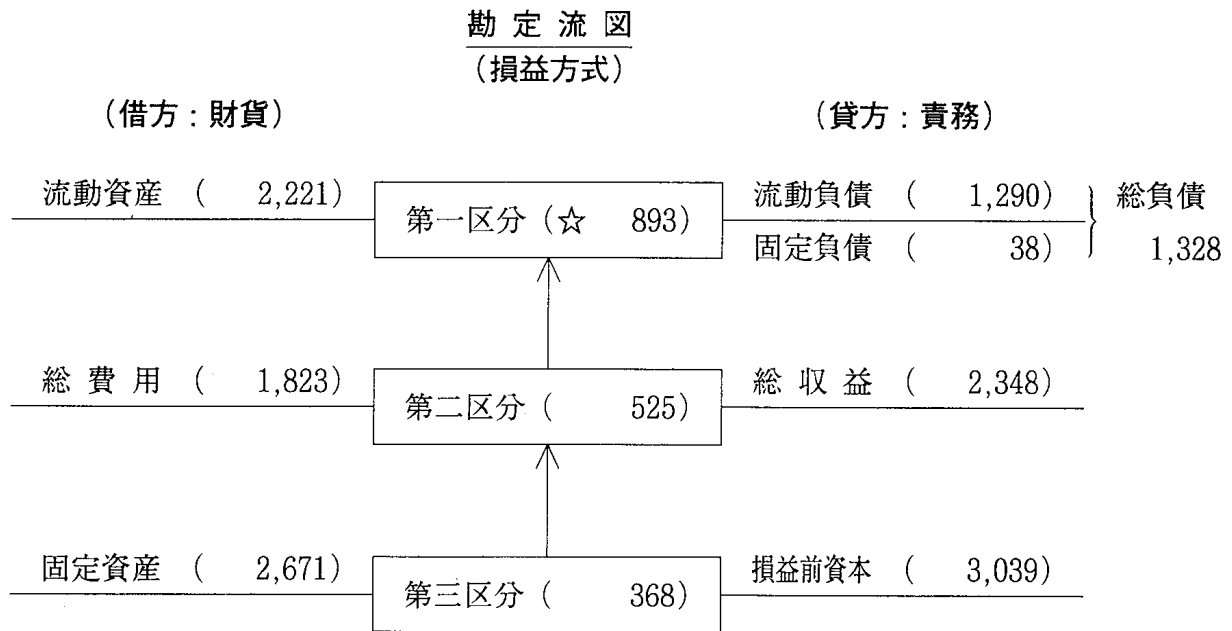 勘定流図
(損益方式)
(借方:財貨) (貸方:責務)
流動資産 ( 2,221) 第一区分 (☆ 893) 流動負債 ( 1,290) 総負債
固定負債 ( 38) 1,328
総費用 ( 1,823) 第二区分 ( 525) 総収益 ( 2,348)
固定資産 ( 2,671) 第三区分 ( 368) 損益前資本 ( 3,039)